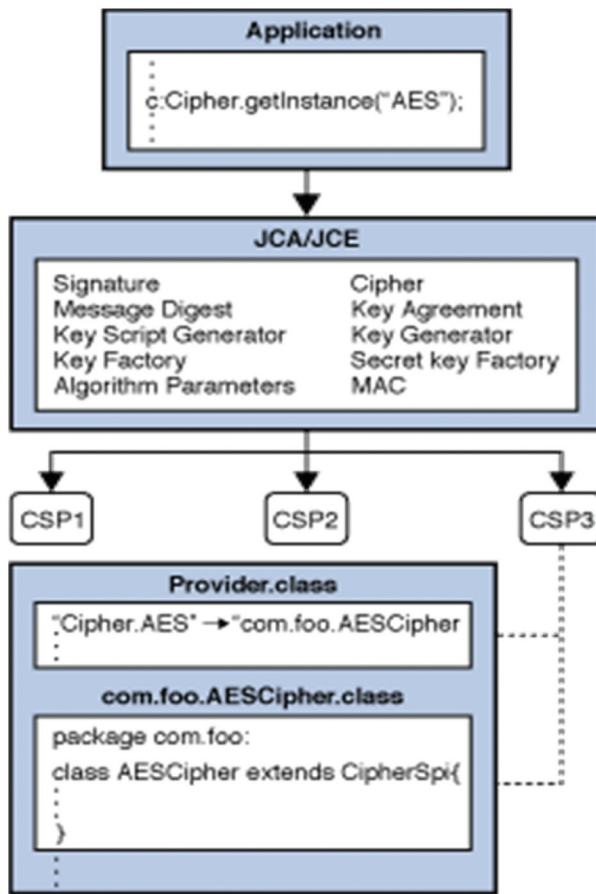 Application
c:Cipher.getInstance("AES");
JCA/JCE
Signature
Message Digest
Key Script Generator
Key Factory
Algorithm Parameters
Cipher
Key Agreement
Key Generator
Secret key Factory
MAC
CSP1
CSP2
CSP3
Provider.class
"Cipher.AES" → "com.foo.AESCipher
com.foo.AESCipher.class
package com.foo:
class AESCipher extends CipherSpi{
}